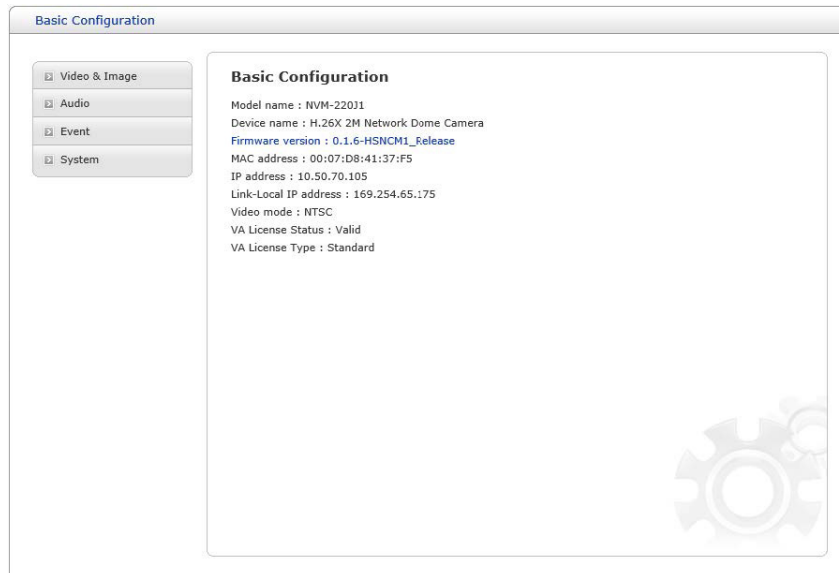 Basic Configuration
Video & Image
Audio
Event
System
Basic Configuration
Model name : NVM-220J1
Device name : H.26X 2M Network Dome Camera
Firmware version : 0.1.6-HSNCM1_Release
MAC address : 00:07:D8:41:37:F5
IP address : 10.50.70.105
Link-Local IP address : 169.254.65.175
Video mode : NTSC
VA License Status : Valid
VA License Type : Standard